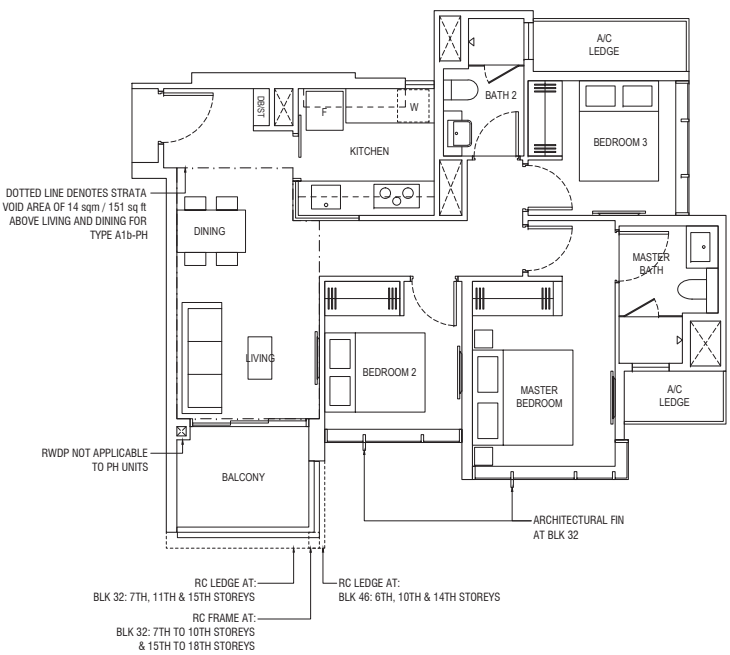 A/C
LEDGE
DB/ST
F
W
BATH 2
KITCHEN
BEDROOM 3
DOTTED LINE DENOTES STRATA
VOID AREA OF 14 sqm / 151 sq ft
ABOVE LIVING AND DINING FOR
TYPE A1b-PH
DINING
MASTER
BATH
LIVING
BEDROOM 2
MASTER
BEDROOM
A/C
LEDGE
RWDP NOT APPLICABLE
TO PH UNITS
BALCONY
ARCHITECTURAL FIN
AT BLK 32
RC LEDGE AT:
BLK 32: 7TH, 11TH & 15TH STOREYS
RC LEDGE AT:
BLK 46: 6TH, 10TH & 14TH STOREYS
RC FRAME AT:
BLK 32: 7TH TO 10TH STOREYS
& 15TH TO 18TH STOREYS